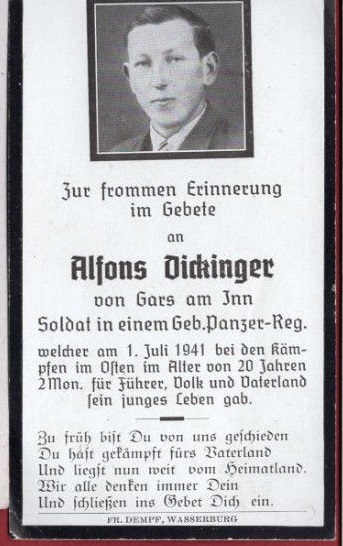 Zur frommen Erinnerung
im Gebete
an
Alfons Dickinger
von Gars am Inn
Soldat in einem Geb.Panzer-Reg.
welcher am 1. Juli 1941 bei den Käm-
pfen im Osten im Alter von 20 Jahren
2 Mon. für Führer, Volk und Vaterland
sein junges Leben gab.
Zu früh bist Du von uns geschieden
Du hast gekämpft fürs Vaterland
Und liegst nun weit vom Heimatland.
Wir alle denken immer Dein
Und schließen ins Gebet Dich ein.
FR. DEMPF, WASSERBURG